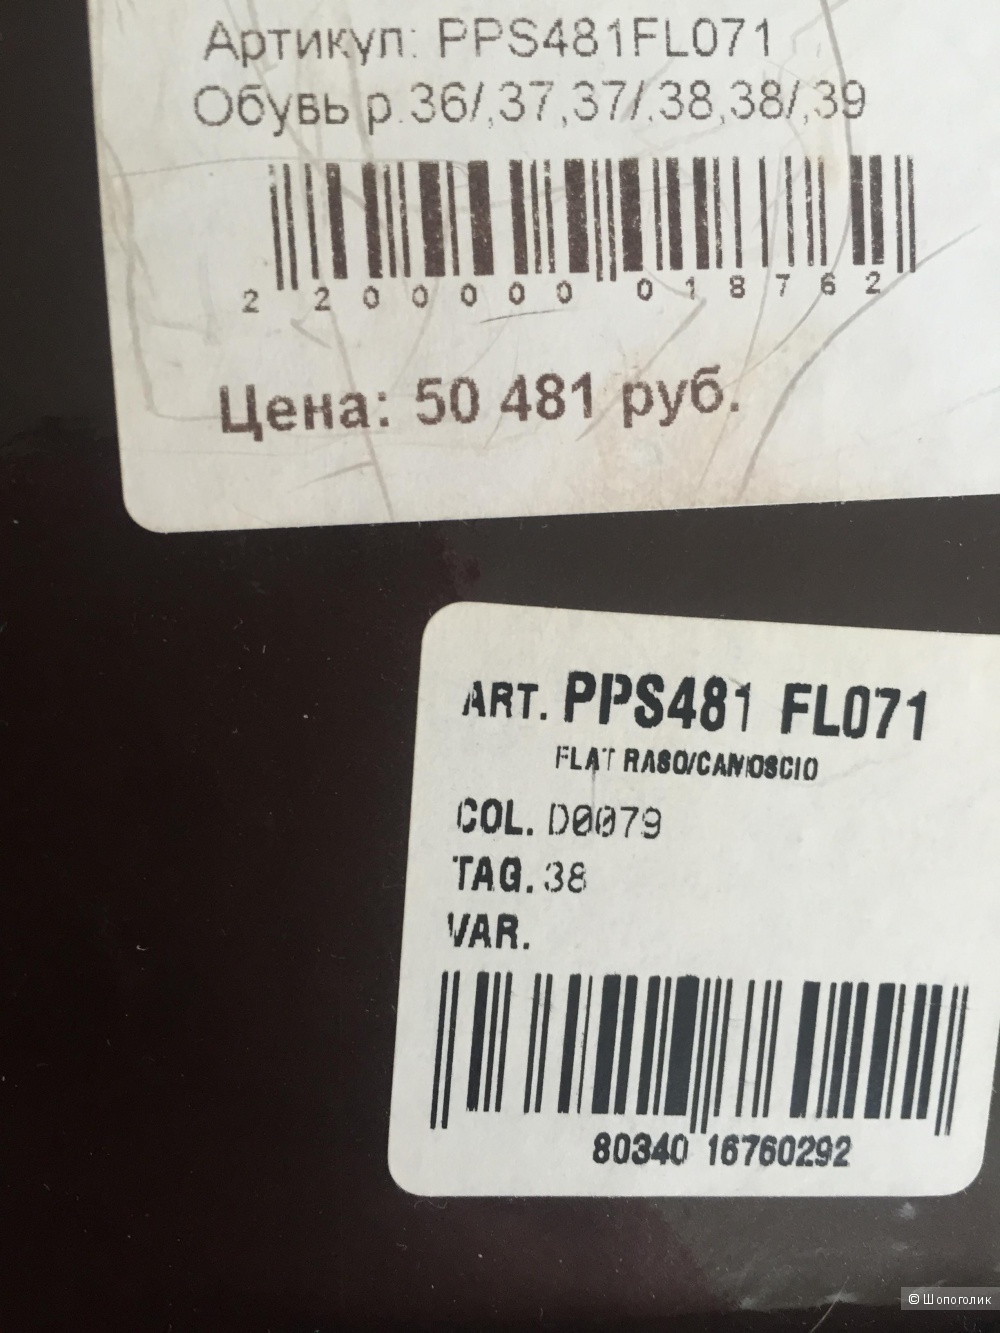 Артикул: PPS481FL071
Обувь р.36/,37,37/,38,38/,39
2 200000 018762
Цена: 50 481 руб.
ART. PPS481 FL071
FLAT RASO/CAMOSCIO
COL. D0079
TAG. 38
VAR.
80340 16760292
© Шопоголик